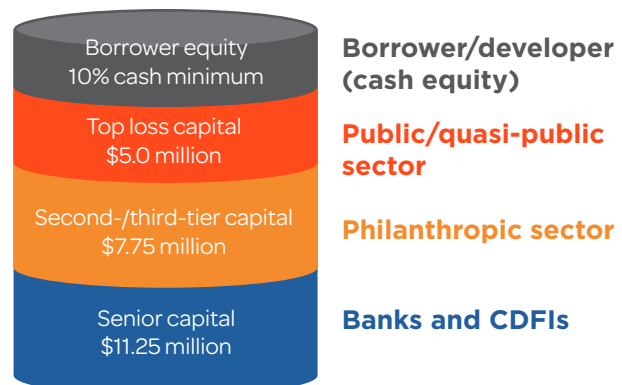 Borrower equity
10% cash minimum
Borrower/developer
(cash equity)
Top loss capital
$5.0 million
Public/quasi-public
sector
Second-/third-tier capital
$7.75 million
Philanthropic sector
Senior capital
$11.25 million
Banks and CDFIs